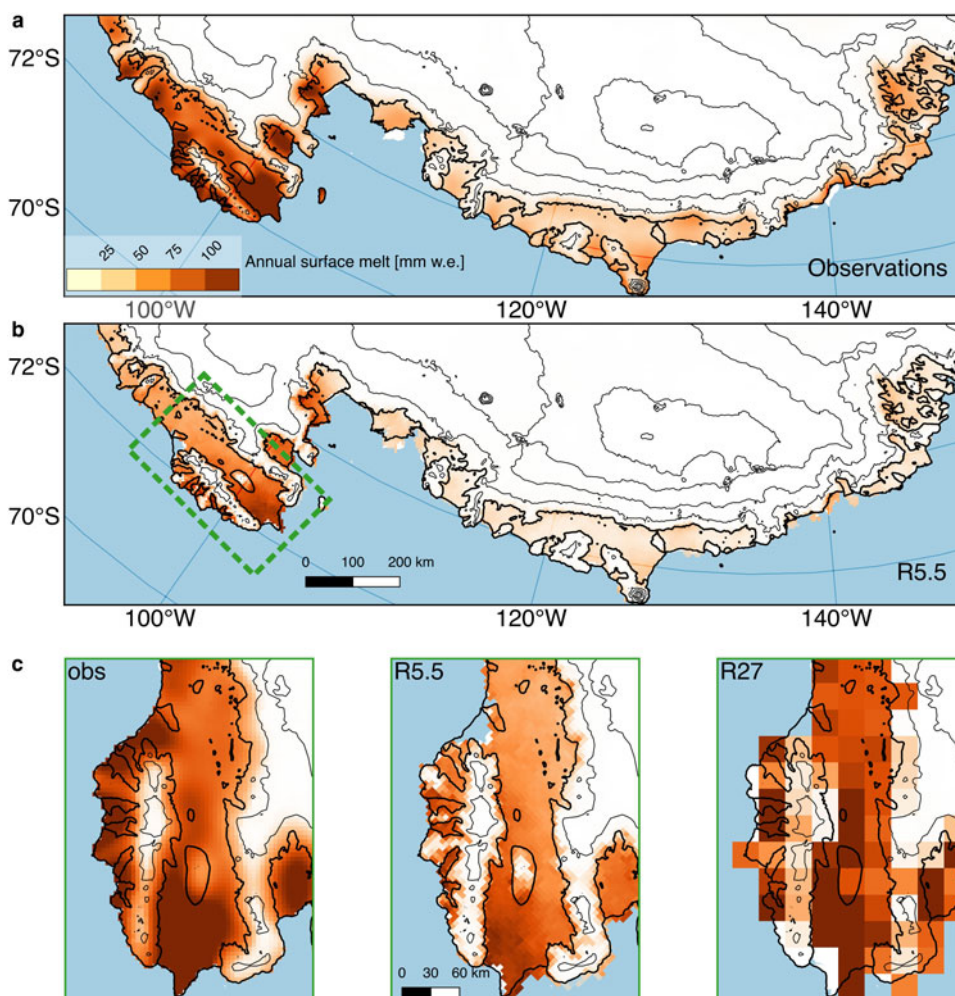 a
72°S
70°S
25 50 75 100
Annual surface melt [mm w.e.]
Observations
100°W 120°W 140°W
b
72°S
70°S
0 100 200 km
R5.5
100°W 120°W 140°W
c
obs R5.5 R27
0 30 60 km